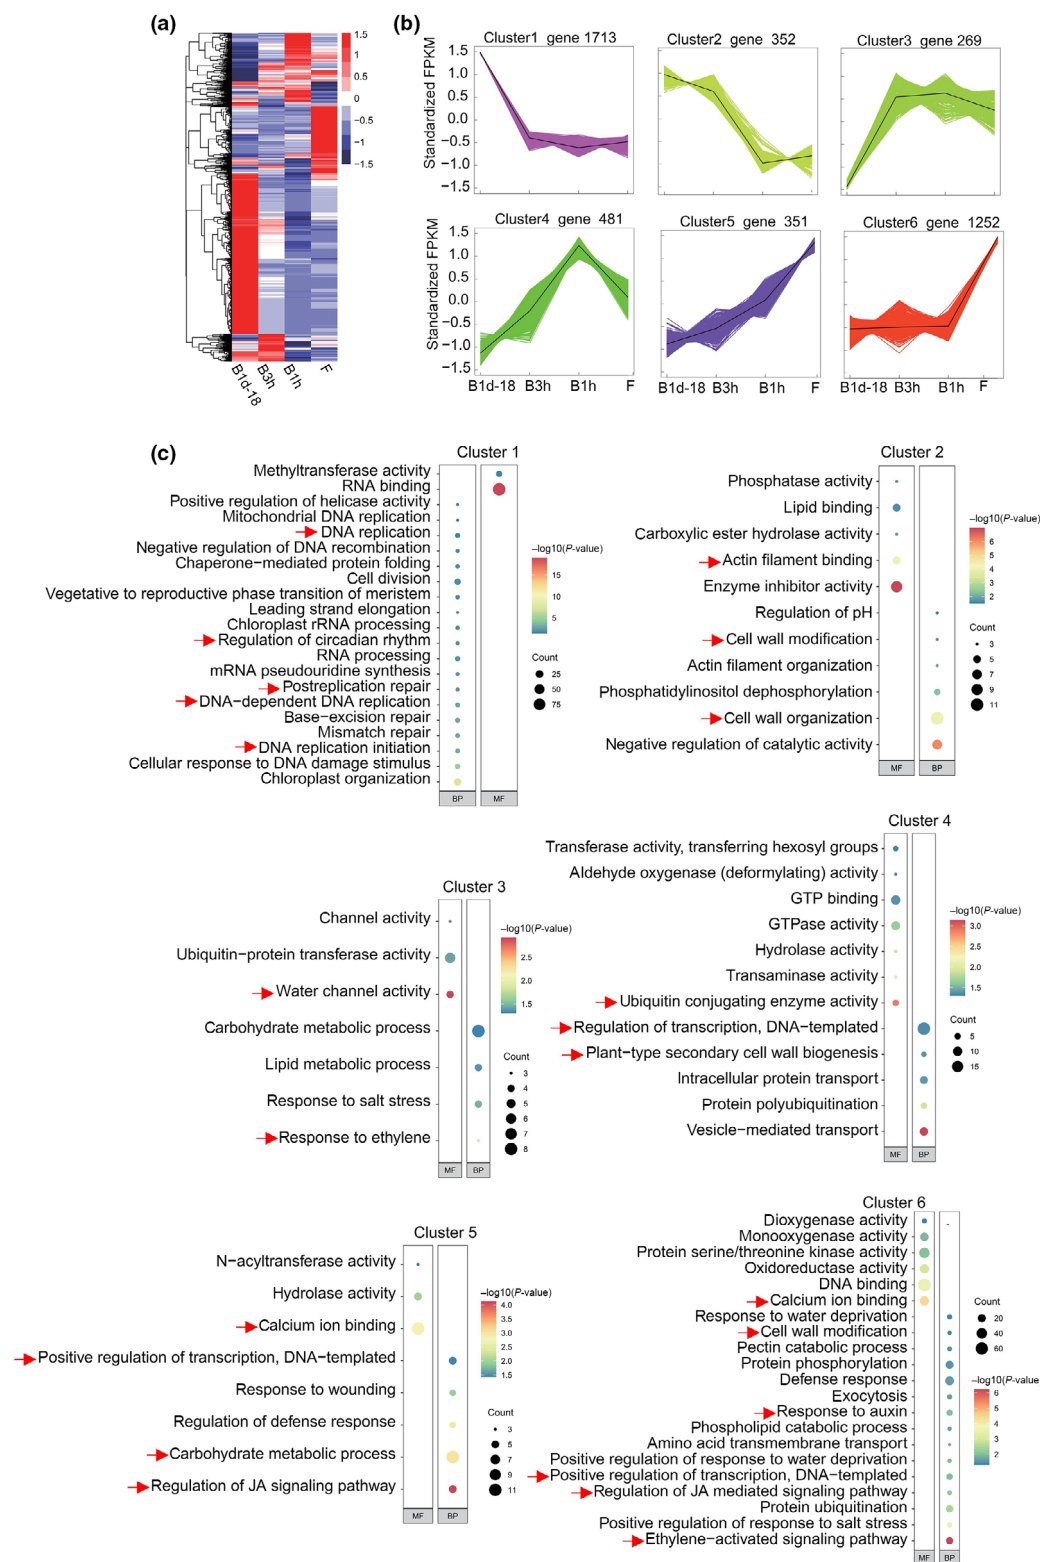 (a)
1.5
1
0.5
0
−0.5
−1
−1.5
B1d-18
B3h
B1h
F
(b)
Cluster1 gene 1713
Cluster2 gene 352
Cluster3 gene 269
Standardized FPKM
1.5
1.0
0.5
0.0
−0.5
−1.0
−1.5
Cluster4 gene 481
Cluster5 gene 351
Cluster6 gene 1252
Standardized FPKM
1.5
1.0
0.5
0.0
−0.5
−1.0
−1.5
B1d-18 B3h B1h F
B1d-18 B3h B1h F
B1d-18 B3h B1h F
(c)
Cluster 1
Methyltransferase activity
RNA binding
Positive regulation of helicase activity
Mitochondrial DNA replication
DNA replication
Negative regulation of DNA recombination
Chaperone−mediated protein folding
Cell division
Vegetative to reproductive phase transition of meristem
Leading strand elongation
Chloroplast rRNA processing
Regulation of circadian rhythm
RNA processing
mRNA pseudouridine synthesis
Postreplication repair
DNA−dependent DNA replication
Base−excision repair
Mismatch repair
DNA replication initiation
Cellular response to DNA damage stimulus
Chloroplast organization
BP
MF
−log10(P-value)
15
10
5
Count
25
50
75
Cluster 2
Phosphatase activity
Lipid binding
Carboxylic ester hydrolase activity
Actin filament binding
Enzyme inhibitor activity
Regulation of pH
Cell wall modification
Actin filament organization
Phosphatidylinositol dephosphorylation
Cell wall organization
Negative regulation of catalytic activity
MF
BP
−log10(P-value)
6
5
4
3
2
Count
3
5
7
9
11
Cluster 3
Channel activity
Ubiquitin−protein transferase activity
Water channel activity
Carbohydrate metabolic process
Lipid metabolic process
Response to salt stress
Response to ethylene
MF
BP
−log10(P-value)
2.5
2.0
1.5
Count
3
4
5
6
7
8
Cluster 4
Transferase activity, transferring hexosyl groups
Aldehyde oxygenase (deformylating) activity
GTP binding
GTPase activity
Hydrolase activity
Transaminase activity
Ubiquitin conjugating enzyme activity
Regulation of transcription, DNA−templated
Plant−type secondary cell wall biogenesis
Intracellular protein transport
Protein polyubiquitination
Vesicle−mediated transport
MF
BP
−log10(P-value)
3.0
2.5
2.0
1.5
Count
5
10
15
Cluster 5
N−acyltransferase activity
Hydrolase activity
Calcium ion binding
Positive regulation of transcription, DNA−templated
Response to wounding
Regulation of defense response
Carbohydrate metabolic process
Regulation of JA signaling pathway
MF
BP
−log10(P-value)
4.0
3.5
3.0
2.5
2.0
1.5
Count
3
5
7
9
11
Cluster 6
Dioxygenase activity
Monooxygenase activity
Protein serine/threonine kinase activity
Oxidoreductase activity
DNA binding
Calcium ion binding
Response to water deprivation
Cell wall modification
Pectin catabolic process
Protein phosphorylation
Defense response
Exocytosis
Response to auxin
Phospholipid catabolic process
Amino acid transmembrane transport
Positive regulation of response to water deprivation
Positive regulation of transcription, DNA−templated
Regulation of JA mediated signaling pathway
Protein ubiquitination
Positive regulation of response to salt stress
Ethylene−activated signaling pathway
MF
BP
Count
20
40
60
−log10(P-value)
6
5
4
3
2